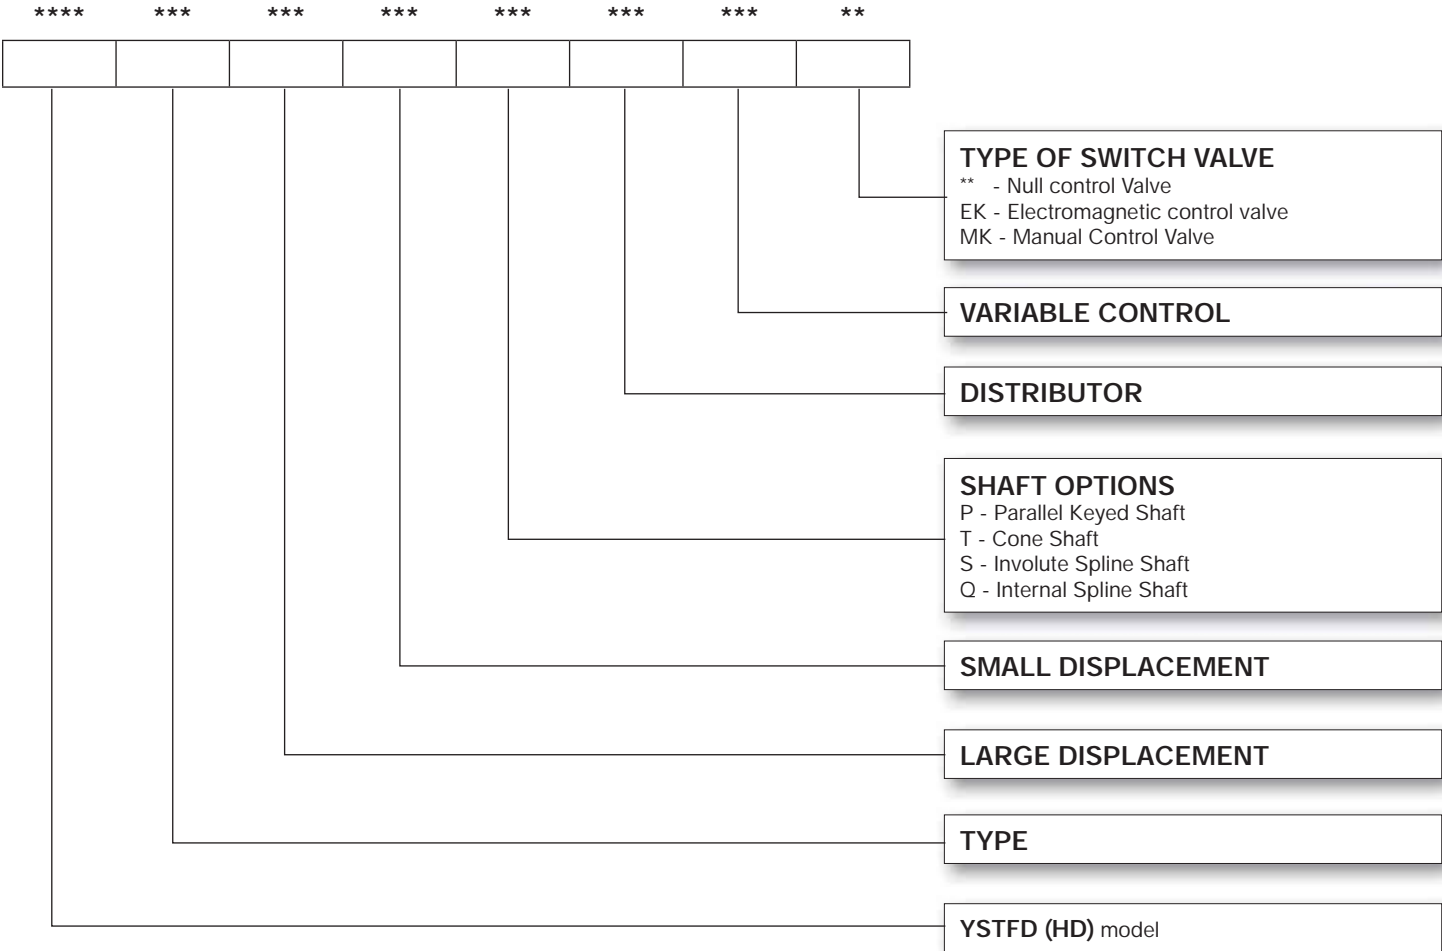 **** *** *** *** *** *** *** **
TYPE OF SWITCH VALVE
** - Null control Valve
EK - Electromagnetic control valve
MK - Manual Control Valve
VARIABLE CONTROL
DISTRIBUTOR
SHAFT OPTIONS
P - Parallel Keyed Shaft
T - Cone Shaft
S - Involute Spline Shaft
Q - Internal Spline Shaft
SMALL DISPLACEMENT
LARGE DISPLACEMENT
TYPE
YSTFD (HD) model